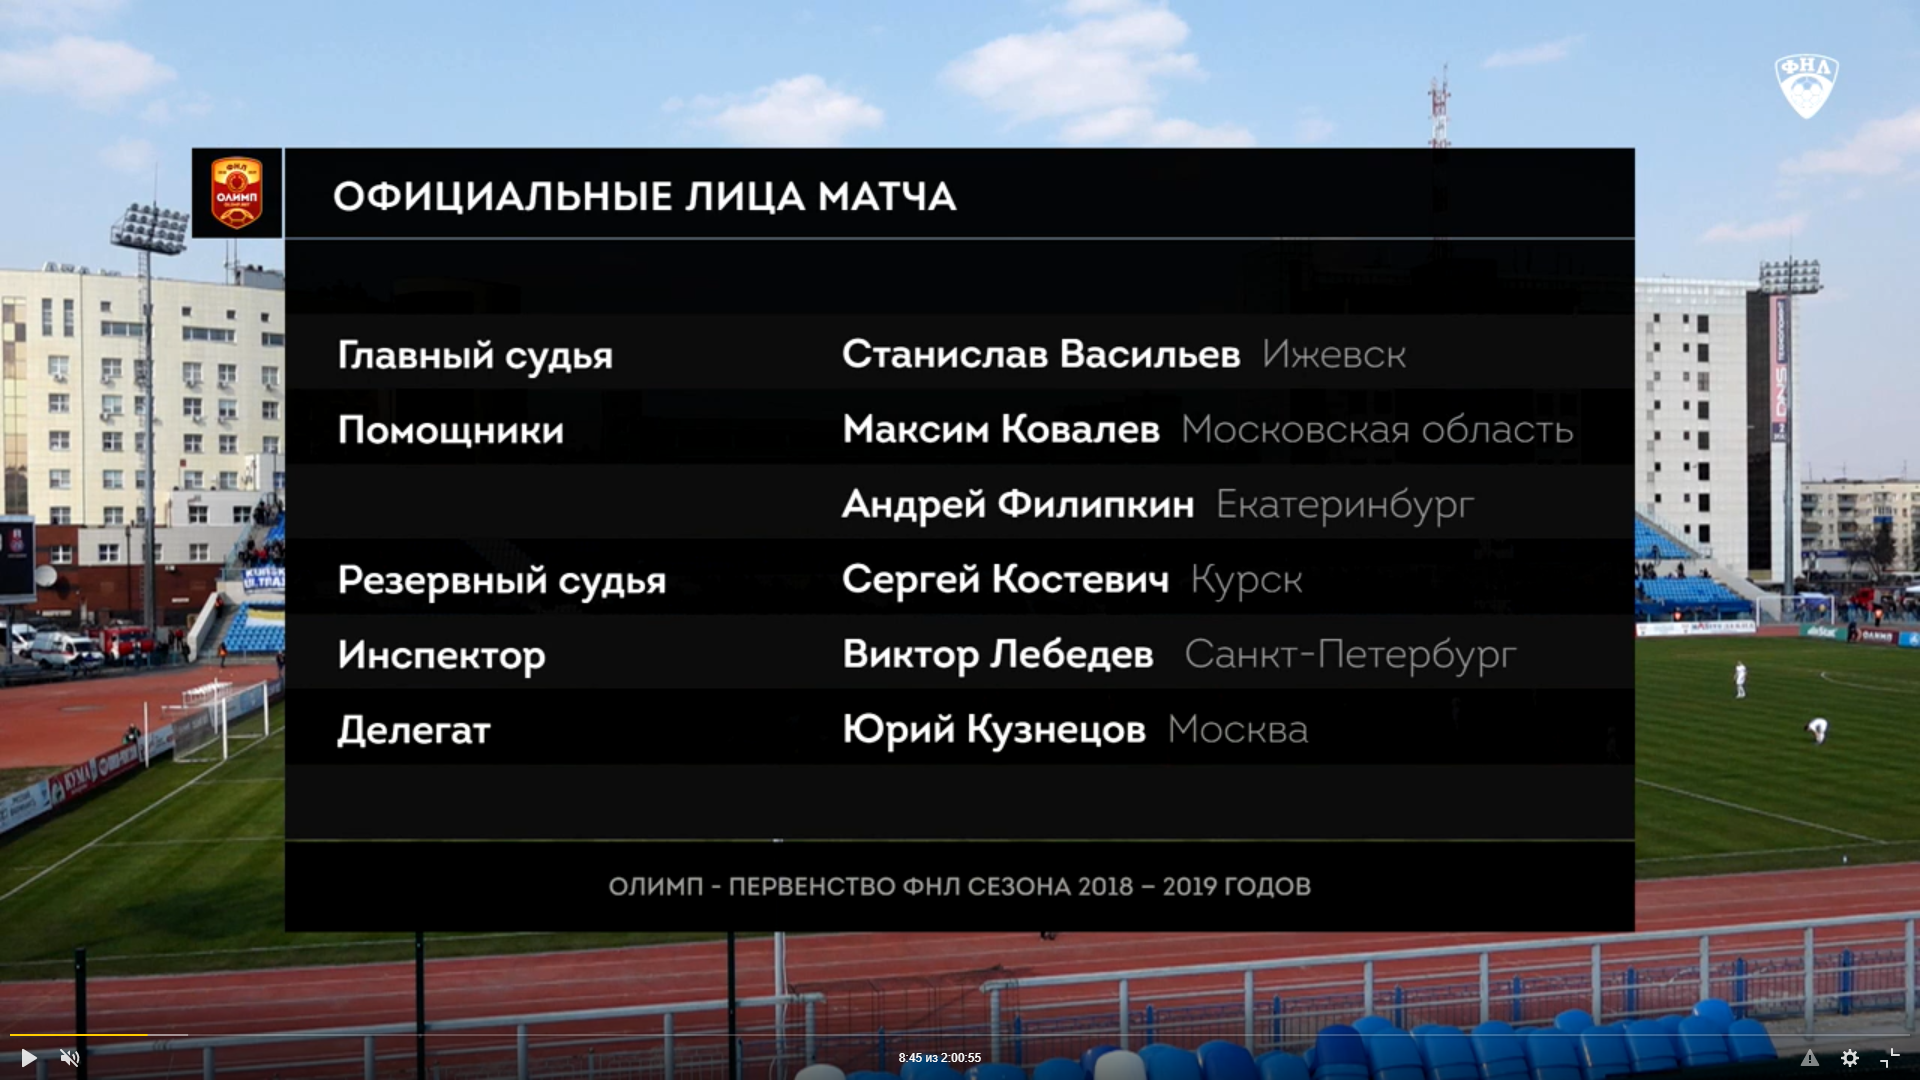 ФНЛ
ФНЛ
ОЛИМП
ОФИЦИАЛЬНЫЕ ЛИЦА МАТЧА
Главный судья Станислав Васильев Ижевск
Помощники Максим Ковалев Московская область
Андрей Филипкин Екатеринбург
Резервный судья Сергей Костевич Курск
Инспектор Виктор Лебедев Санкт-Петербург
Делегат Юрий Кузнецов Москва
ОЛИМП - ПЕРВЕНСТВО ФНЛ СЕЗОНА 2018 – 2019 ГОДОВ
DNS
8:45 из 2:00:55